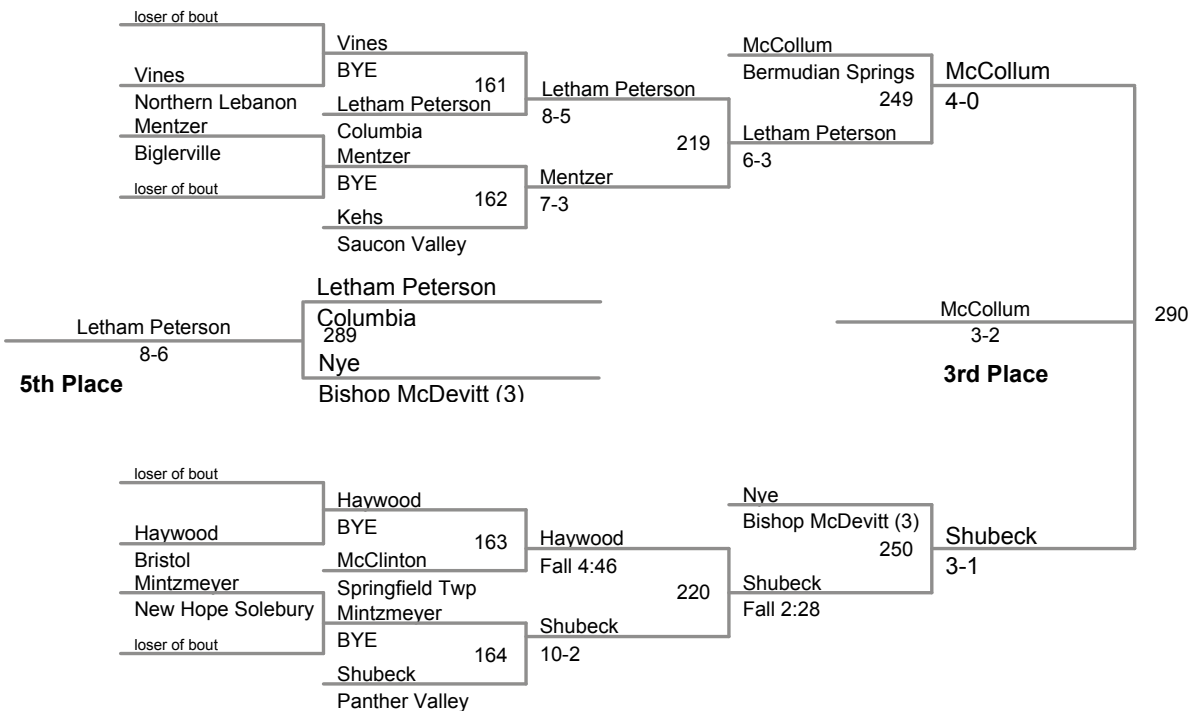 loser of bout
Vines
Northern Lebanon
Mentzer
Biglerville
loser of bout
Vines
BYE
161
Letham Peterson
Columbia
Mentzer
BYE
162
Kehs
Saucon Valley
Letham Peterson
8-5
219
Mentzer
7-3
McCollum
Bermudian Springs
249
Letham Peterson
6-3
McCollum
4-0
Letham Peterson
8-6
5th Place
Letham Peterson
Columbia
289
Nye
Bishop McDevitt (3)
McCollum
3-2
3rd Place
290
loser of bout
Haywood
Bristol
Mintzmeyer
New Hope Solebury
loser of bout
Haywood
BYE
163
McClinton
Springfield Twp
Mintzmeyer
BYE
164
Shubeck
Panther Valley
Haywood
Fall 4:46
220
Shubeck
10-2
Nye
Bishop McDevitt (3)
250
Shubeck
Fall 2:28
Shubeck
3-1